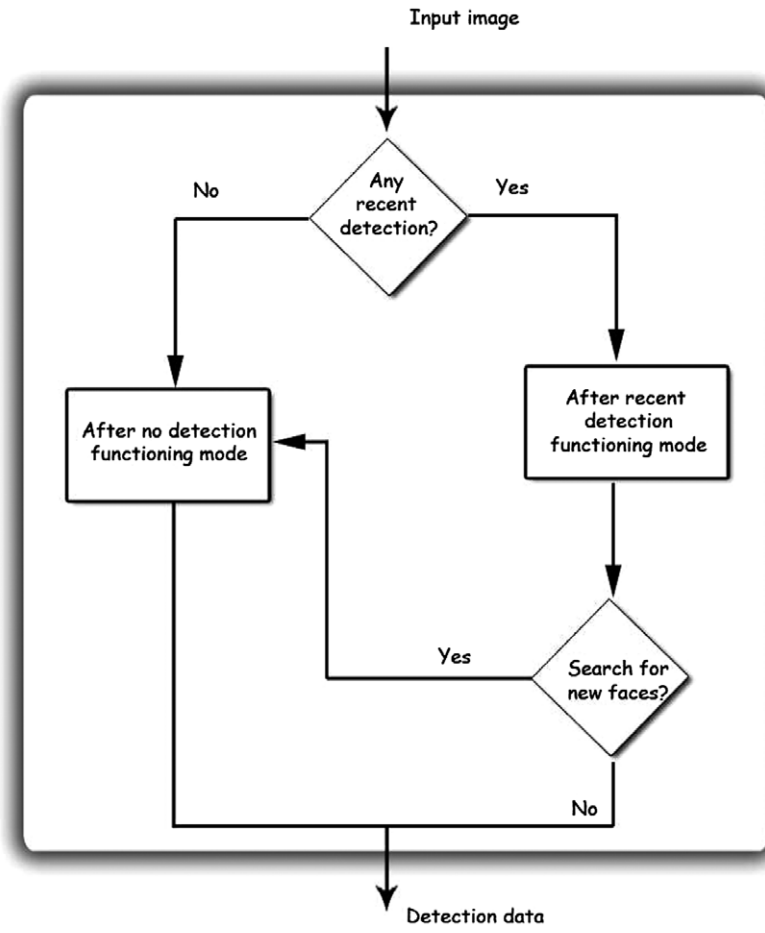 Input image
No
Any
recent
detection?
Yes
After no detection
functioning mode
After recent
detection
functioning mode
Yes
Search for
new faces?
No
Detection data